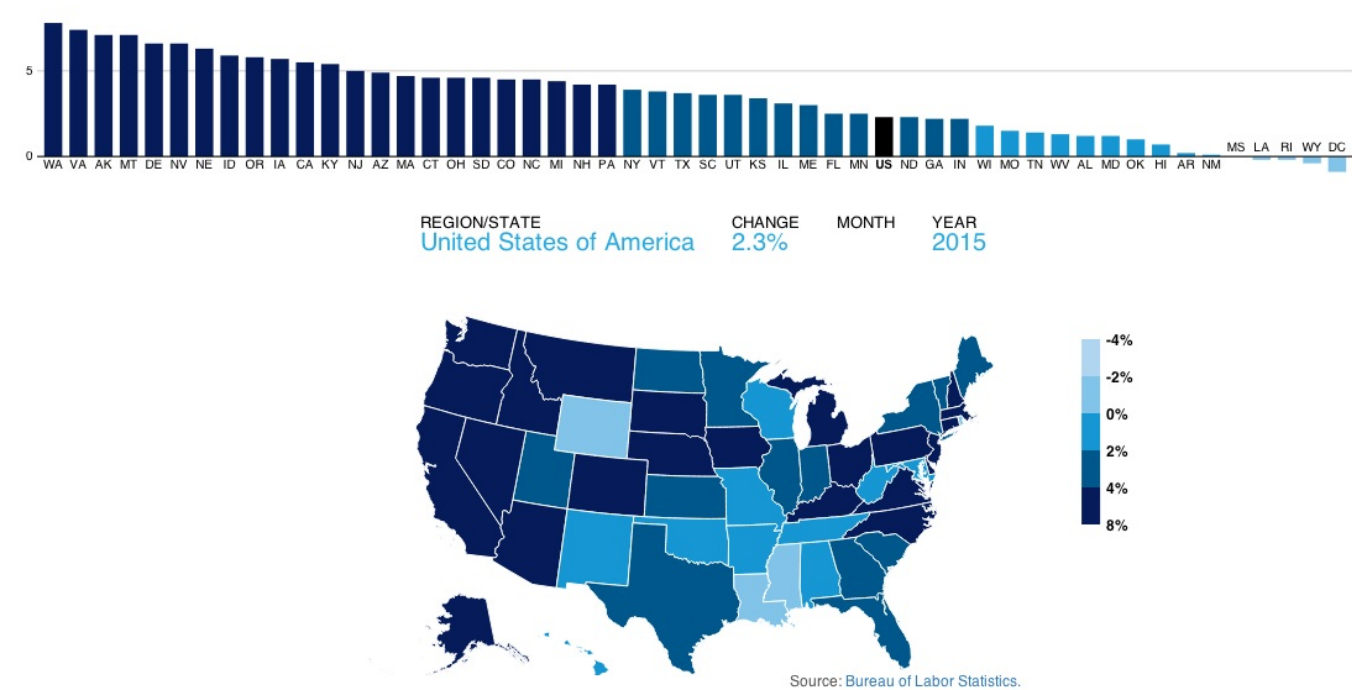 5
0
WA VA AK MT DE NV NE ID OR IA CA KY NJ AZ MA CT OH SD CO NC MI NH PA NY VT TX SC UT KS IL ME FL MN US ND GA IN WI MO TN WV AL MD OK HI AR NM MS LA RI WY DC
REGION/STATE CHANGE MONTH YEAR
United States of America 2.3% 2015
-4%
-2%
0%
2%
4%
8%
Source: Bureau of Labor Statistics.